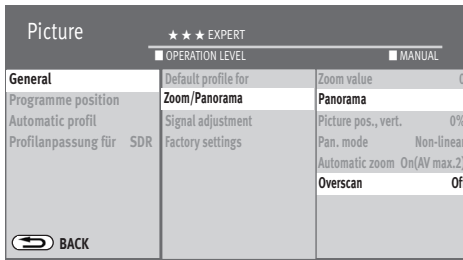 Picture
★ ★ ★ EXPERT
OPERATION LEVEL
MANUAL
General
Programme position
Automatic profil
Profilanpassung für SDR
BACK
Default profile for
Zoom/Panorama
Signal adjustment
Factory settings
Zoom value 0
Panorama
Picture pos., vert. 0%
Pan. mode Non-linear
Automatic zoom On(AV max.2)
Overscan Of